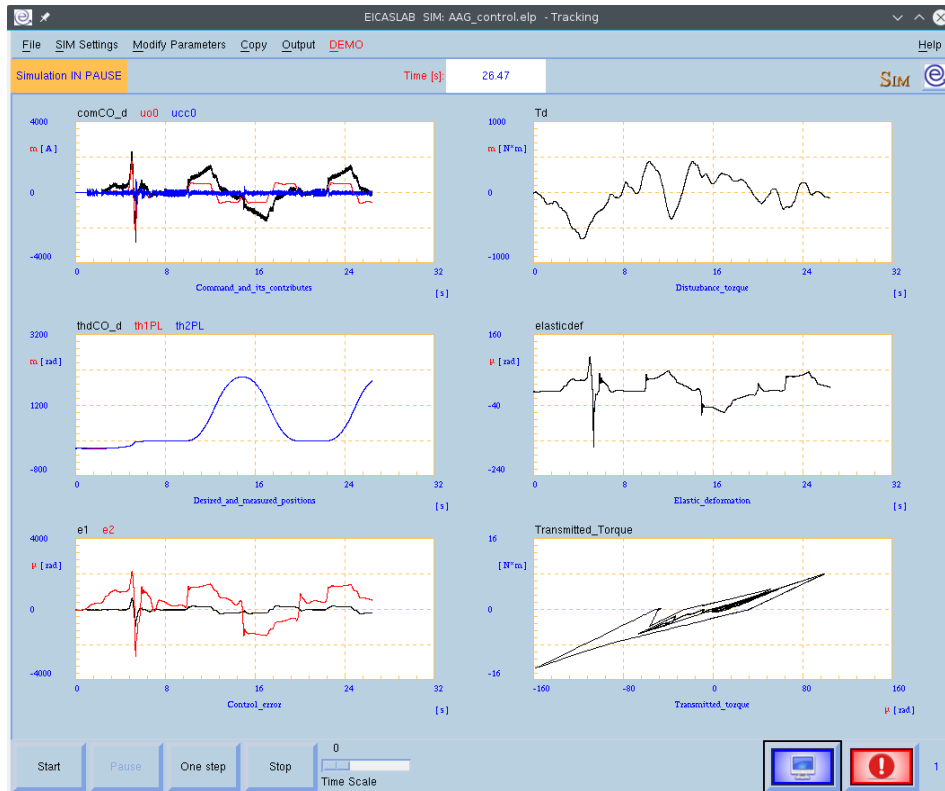 EICASLAB SIM: AAG_control.elp - Tracking
File SIM Settings Modify Parameters Copy Output DEMO Help
Simulation IN PAUSE Time [s]: 26.47 SIM
comCO_d uo0 ucc0
4000
m [ A ]
0
-4000
0 8 16 24 32
Command_and_its_contributes
[ s ]
Td
1000
m [ N*m ]
0
-1000
0 8 16 24 32
Disturbance_torque
[ s ]
thdCO_d th1PL th2PL
3200
m [ rad ]
1200
-800
0 8 16 24 32
Desired_and_measured_positions
[ s ]
elasticdef
160
μ [ rad ]
-40
-240
0 8 16 24 32
Elastic_deformation
[ s ]
e1 e2
4000
μ [ rad ]
0
-4000
0 8 16 24 32
Control_error
[ s ]
Transmitted_Torque
16
[ N*m ]
0
-16
-160 -80 0 80 160
Transmitted_torque
μ [ rad ]
0
Start Pause One step Stop
Time Scale
1